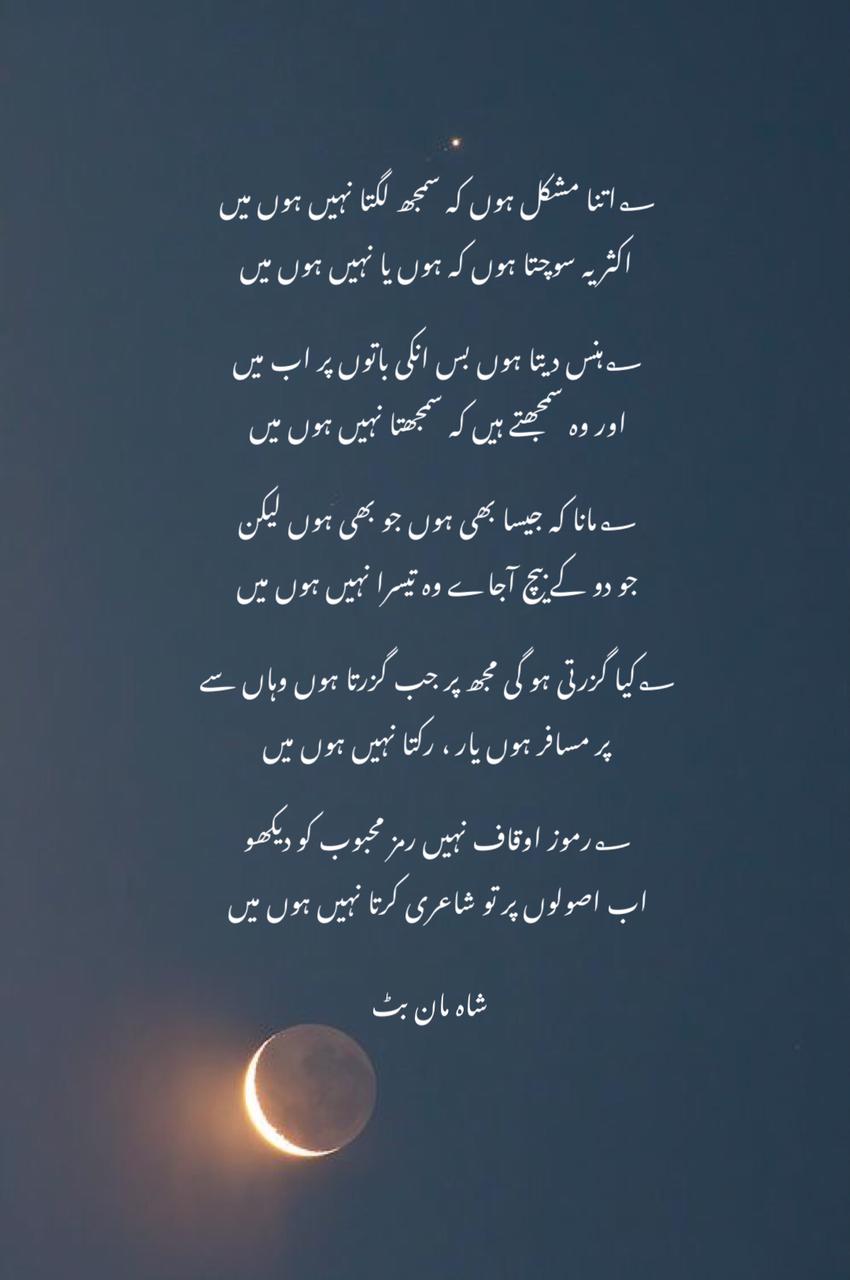 ؎ اتنا مشکل ہوں کہ سمجھ لگتا نہیں ہوں میں
اکثر یہ سوچتا ہوں کہ ہوں یا نہیں ہوں میں
؎ ہنس دیتا ہوں بس انکی باتوں پر اب میں
اور وہ سمجھتے ہیں کہ سمجھتا نہیں ہوں میں
؎ مانا کہ جیسا بھی ہوں جو بھی ہوں لیکن
جو دو کے بیچ آجاے وہ تیسرا نہیں ہوں میں
؎ کیا گزرتی ہو گی مجھ پر جب گزرتا ہوں وہاں سے
پر مسافر ہوں یار ، رکتا نہیں ہوں میں
؎ رموز اوقاف نہیں رمز محبوب کو دیکھو
اب اصولوں پر تو شاعری کرتا نہیں ہوں میں
شاہ مان بٹ